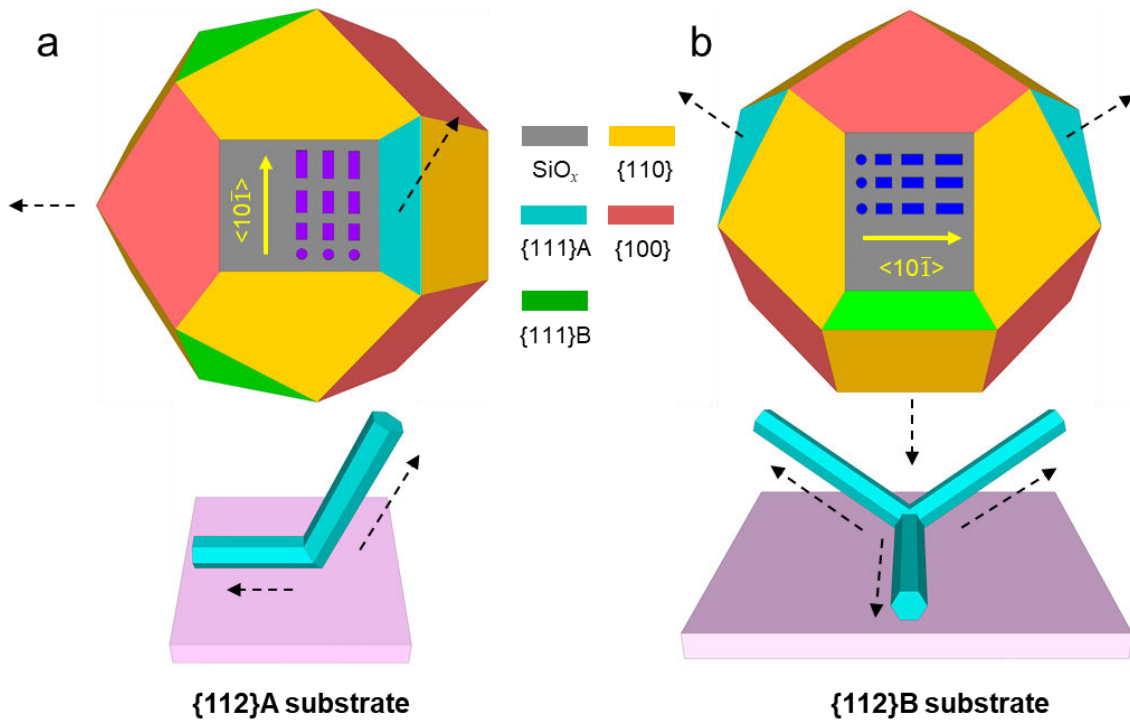 a
b
<101̄>
SiOₓ
{110}
{111}A
{100}
{111}B
<101̄>
{112}A substrate
{112}B substrate